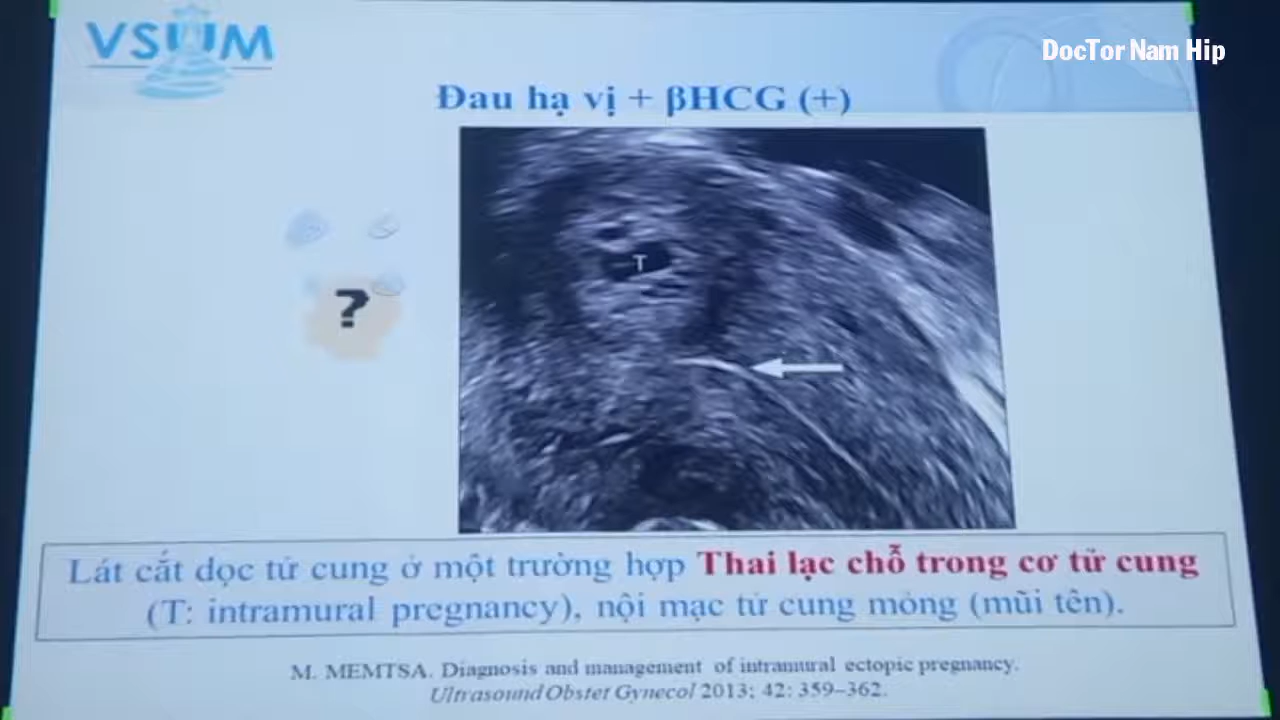 VSUM
DocTor Nam Hip
Đau hạ vị + βHCG (+)
T
?
Lát cắt dọc tử cung ở một trường hợp Thai lạc chỗ trong cơ tử cung
(T: intramural pregnancy), nội mạc tử cung mỏng (mũi tên).
M. MEMTSA. Diagnosis and management of intramural ectopic pregnancy.
Ultrasound Obstet Gynecol 2013; 42: 359–362.